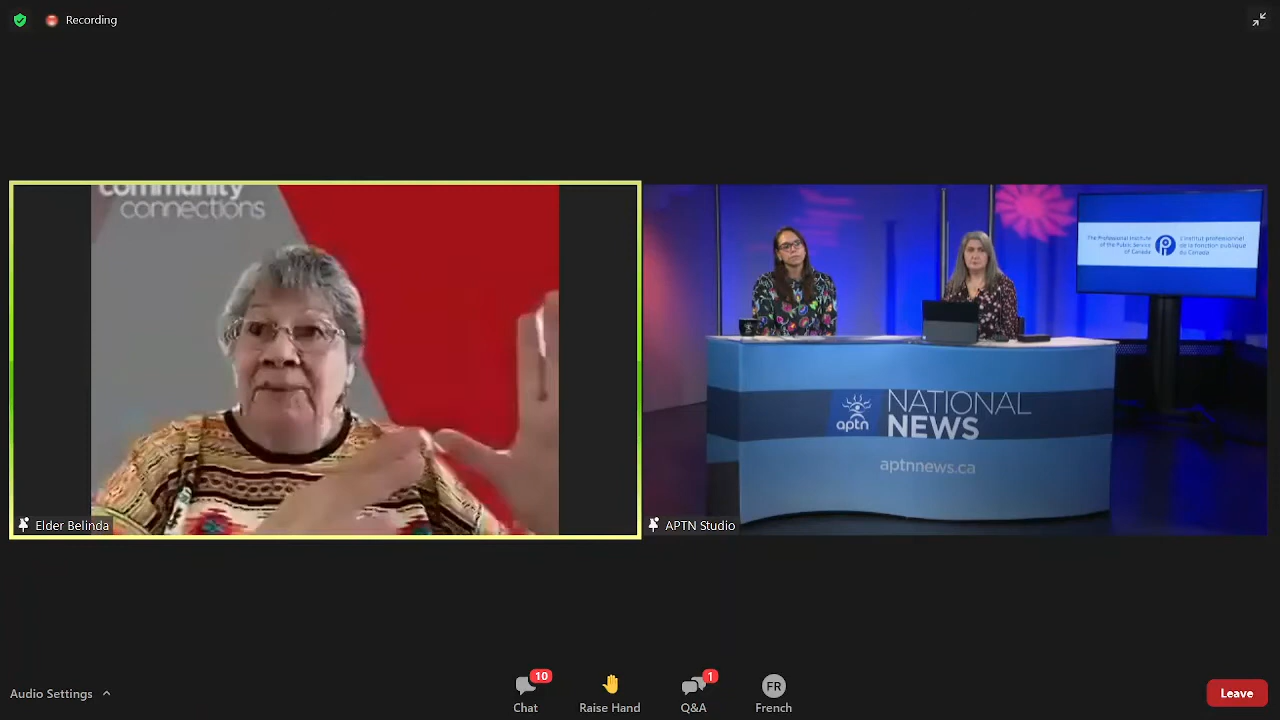 Recording
community
connections
Elder Belinda
The Professional Institute
of the Public Service
of Canada
L'Institut professionnel
de la fonction publique
du Canada
aptn
NATIONAL
NEWS
aptnnews.ca
APTN Studio
Audio Settings
10
Chat
Raise Hand
1
Q&A
FR
French
Leave